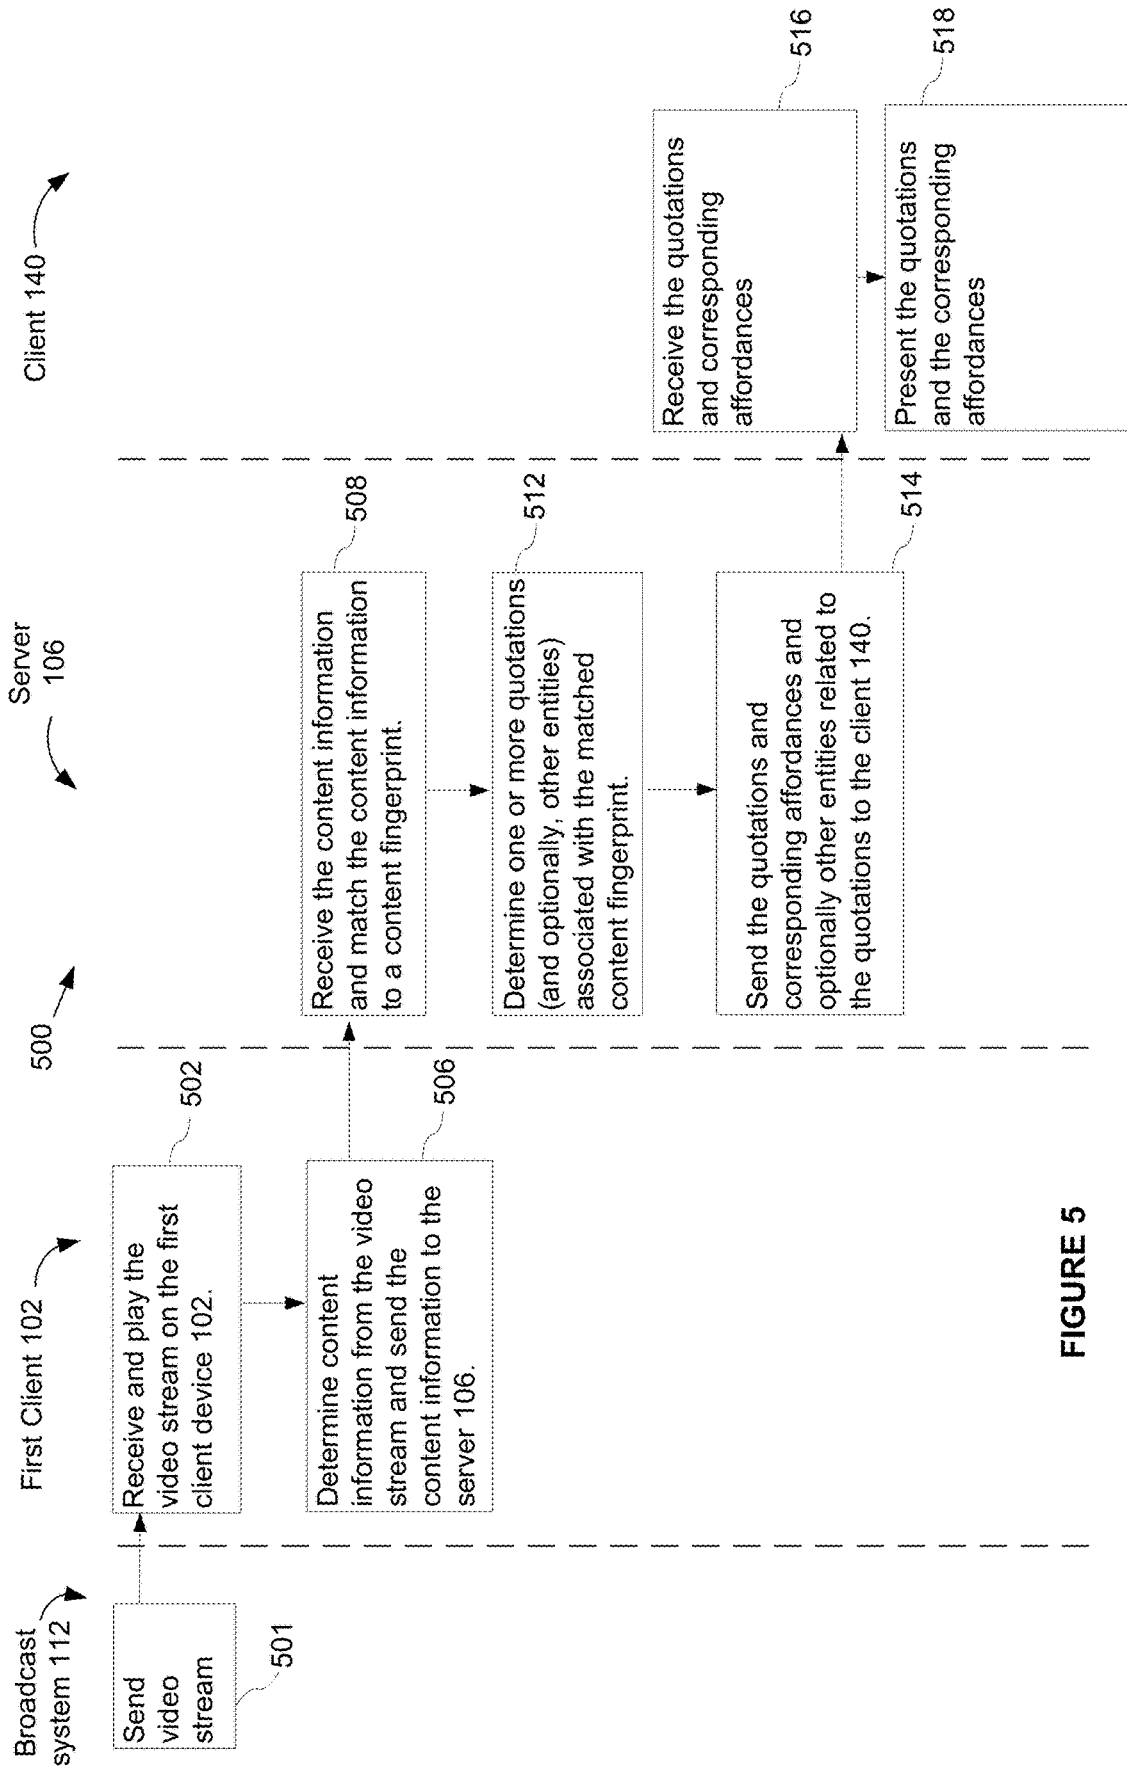 500
Broadcast
system 112
First Client 102
Server
106
Client 140
Send
video
stream
501
Receive and play the
video stream on the first
client device 102.
502
Determine content
information from the video
stream and send the
content information to the
server 106.
506
Receive the content information
and match the content information
to a content fingerprint.
508
Determine one or more quotations
(and optionally, other entities)
associated with the matched
content fingerprint.
512
Send the quotations and
corresponding affordances and
optionally other entities related to
the quotations to the client 140.
514
Receive the quotations
and corresponding
affordances
516
Present the quotations
and the corresponding
affordances
518
FIGURE 5